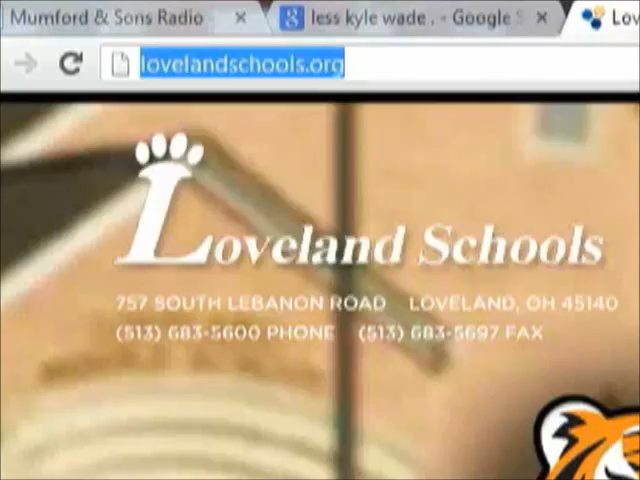 Mumford & Sons Radio
less kyle wade . - Google S
Lov
lovelandschools.org
Loveland Schools
757 SOUTH LEBANON ROAD LOVELAND, OH 45140
(513) 683-5600 PHONE (513) 683-5697 FAX